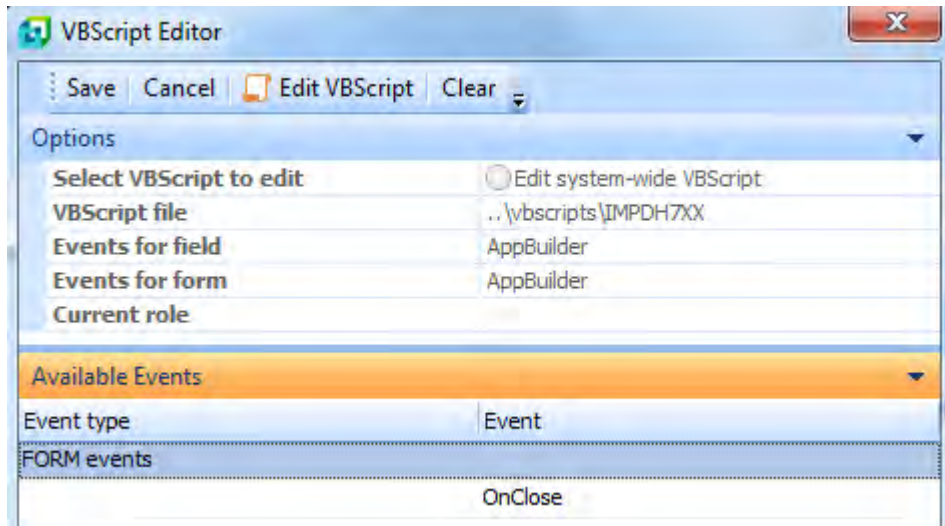 VBScript Editor
Save Cancel Edit VBScript Clear
Options
Select VBScript to edit Edit system-wide VBScript
VBScript file ..\vbscripts\IMPDH7XX
Events for field AppBuilder
Events for form AppBuilder
Current role
Available Events
Event type Event
FORM events
OnClose